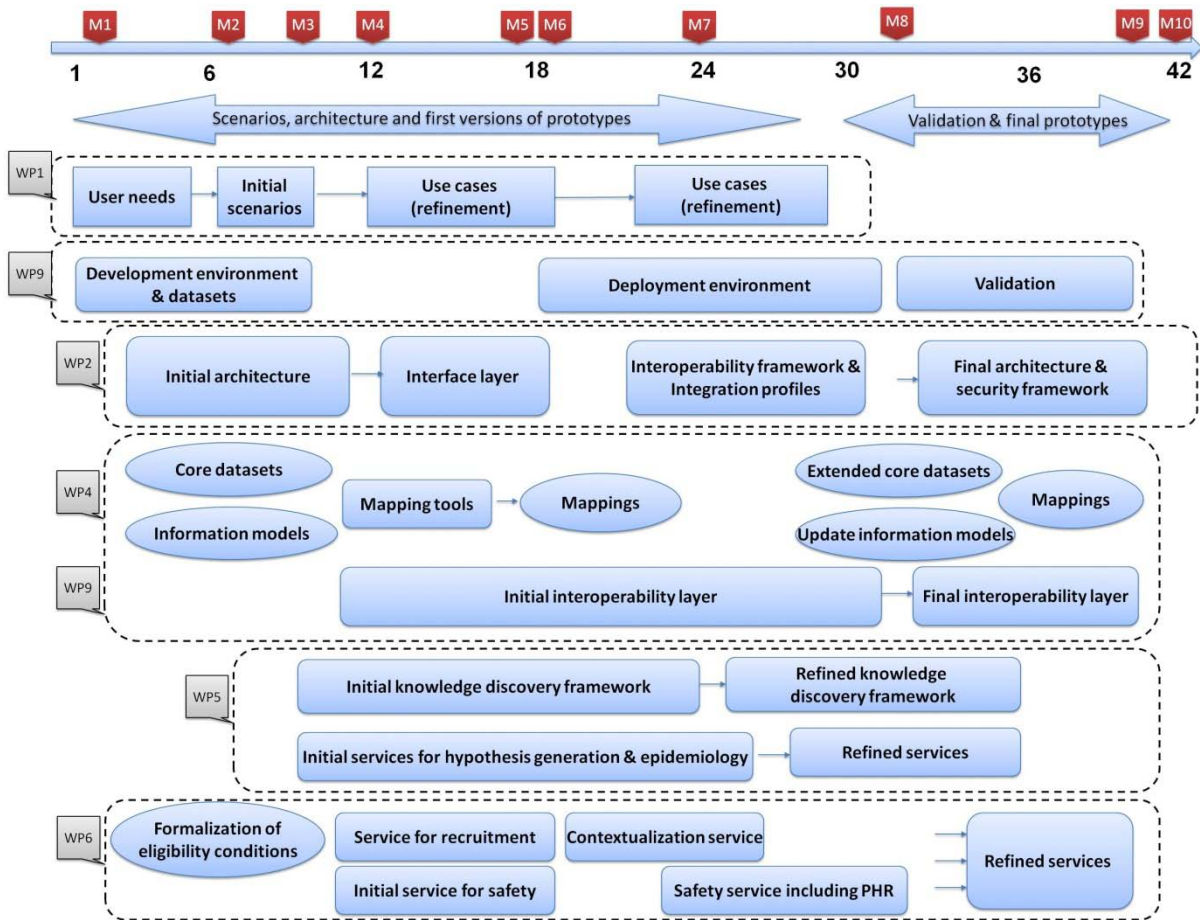 M1 M2 M3 M4 M5 M6 M7 M8 M9 M10
1 6 12 18 24 30 36 42
Scenarios, architecture and first versions of prototypes
Validation & final prototypes
WP1
User needs
Initial
scenarios
Use cases
(refinement)
Use cases
(refinement)
WP9
Development environment
& datasets
Deployment environment
Validation
WP2
Initial architecture
Interface layer
Interoperability framework &
Integration profiles
Final architecture &
security framework
WP4
Core datasets
Information models
Mapping tools
Mappings
Extended core datasets
Update information models
Mappings
WP9
Initial interoperability layer
Final interoperability layer
WP5
Initial knowledge discovery framework
Refined knowledge
discovery framework
Initial services for hypothesis generation & epidemiology
Refined services
WP6
Formalization of
eligibility conditions
Service for recruitment
Contextualization service
Initial service for safety
Safety service including PHR
Refined services